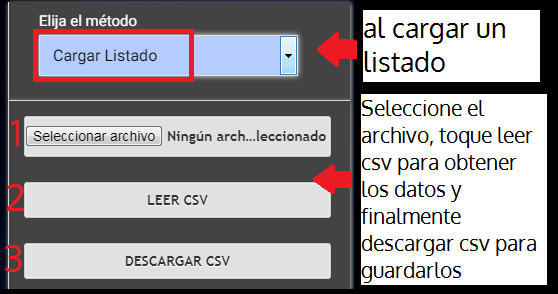 Elija el método
Cargar Listado
al cargar un
listado
1
Seleccionar archivo Ningún arch...leccionado
2
LEER CSV
3
DESCARGAR CSV
Seleccione el
archivo, toque leer
csv para obtener
los datos y
finalmente
descargar csv para
guardarlos